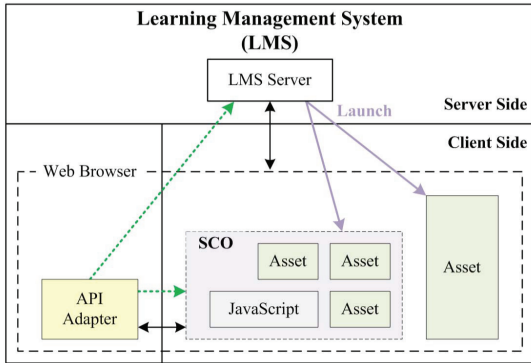 Learning Management System
(LMS)
LMS Server
Launch
Server Side
Client Side
Web Browser
SCO
Asset
Asset
Asset
API
Adapter
JavaScript
Asset